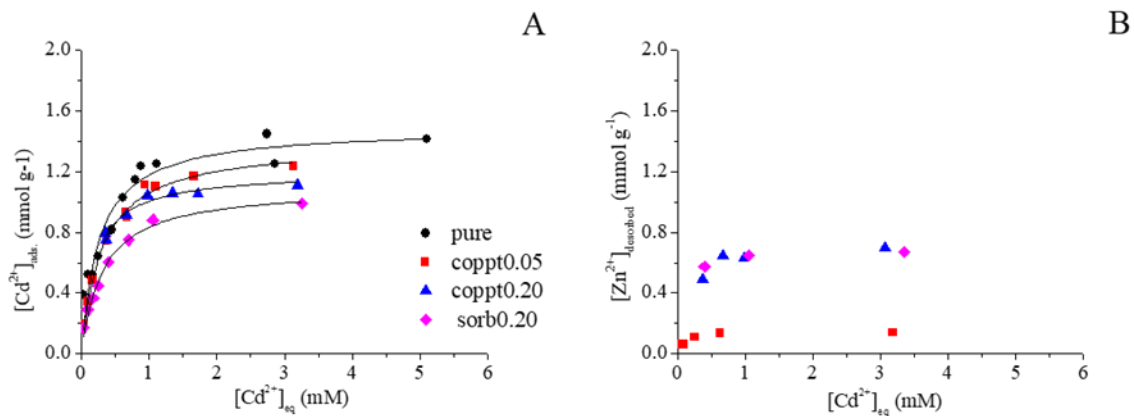 A
2.0
1.6
1.2
0.8
0.4
0.0
[Cd²⁺]ads. (mmol g-1)
pure
coppt0.05
coppt0.20
sorb0.20
0 1 2 3 4 5 6
[Cd²⁺]eq (mM)
B
2.0
1.6
1.2
0.8
0.4
0.0
[Zn²⁺]desorbed (mmol g⁻¹)
0 1 2 3 4 5 6
[Cd²⁺]eq (mM)